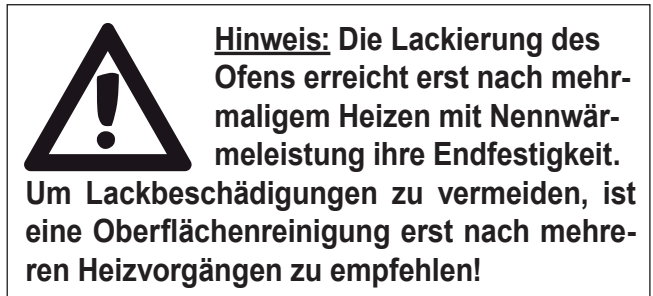 Hinweis: Die Lackierung des
Ofens erreicht erst nach mehr-
maligem Heizen mit Nennwär-
meleistung ihre Endfestigkeit.
Um Lackbeschädigungen zu vermeiden, ist
eine Oberflächenreinigung erst nach mehre-
ren Heizvorgängen zu empfehlen!